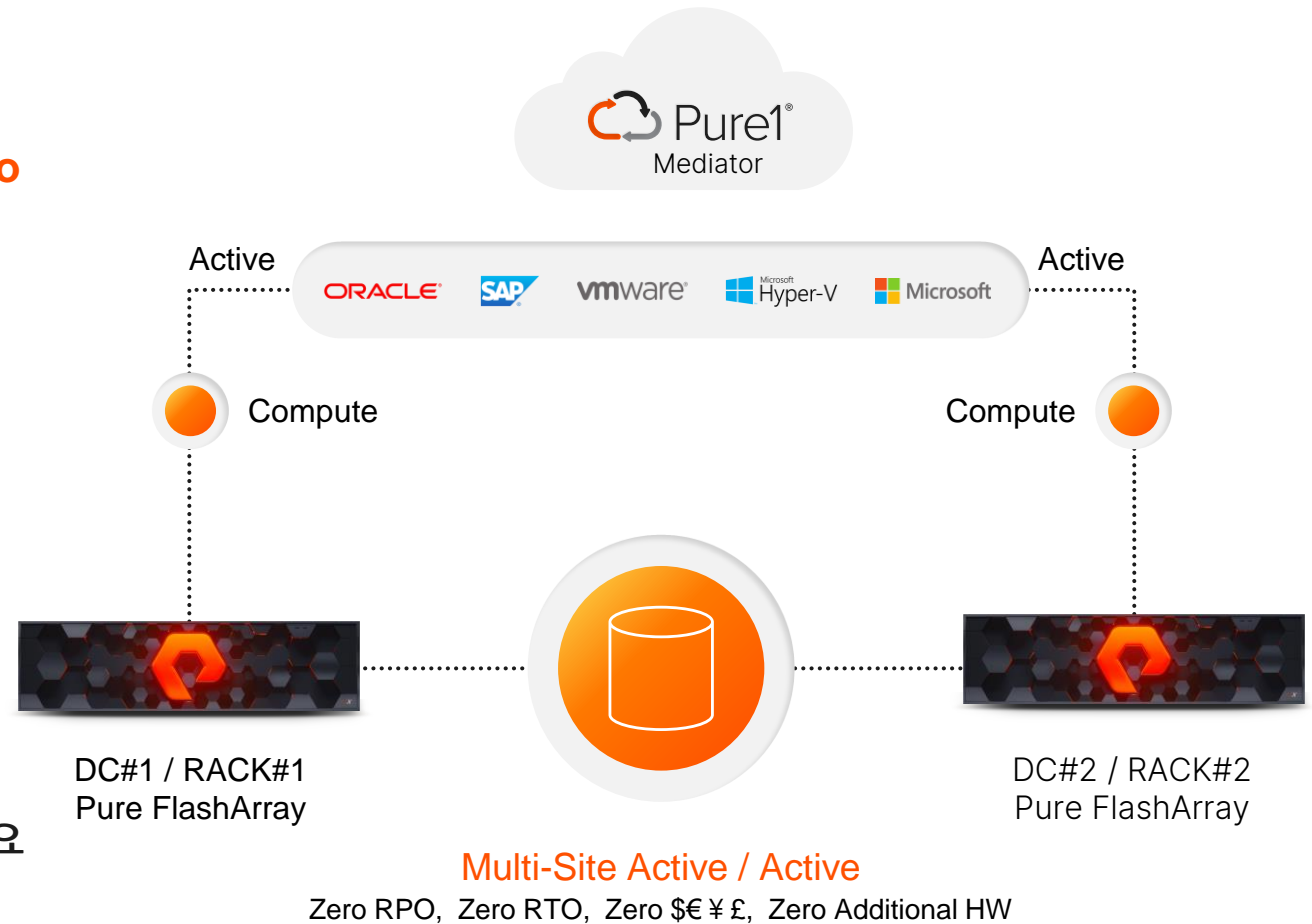 Pure1®
Mediator
o
Active
Active
ORACLE®
SAP
vmware®
Microsoft
Hyper-V
Microsoft
Compute
Compute
DC#1 / RACK#1
Pure FlashArray
DC#2 / RACK#2
Pure FlashArray
요
Multi-Site Active / Active
Zero RPO, Zero RTO, Zero $€ ¥ £, Zero Additional HW